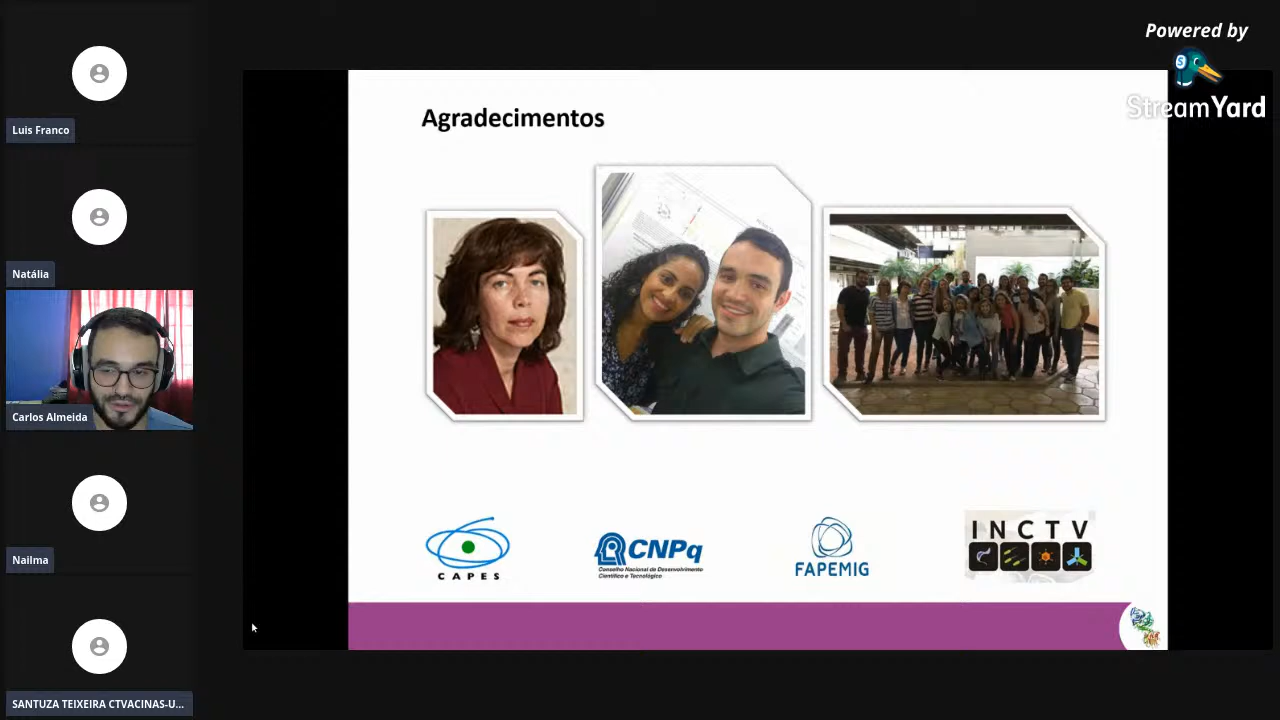 Powered by
StreamYard
Luis Franco
Natália
Carlos Almeida
Nailma
SANTUZA TEIXEIRA CTVACINAS-U...
Agradecimentos
CAPES
CNPq
Conselho Nacional de Desenvolvimento
Científico e Tecnológico
FAPEMIG
INCTV